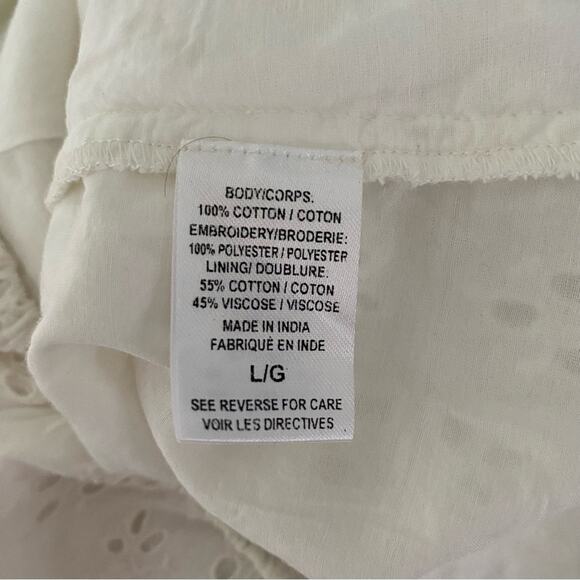 BODY/CORPS.
100% COTTON / COTON
EMBROIDERY/BRODERIE:
100% POLYESTER / POLYESTER
LINING/ DOUBLURE.
55% COTTON / COTON
45% VISCOSE / VISCOSE
MADE IN INDIA
FABRIQUÉ EN INDE
L/G
SEE REVERSE FOR CARE
VOIR LES DIRECTIVES